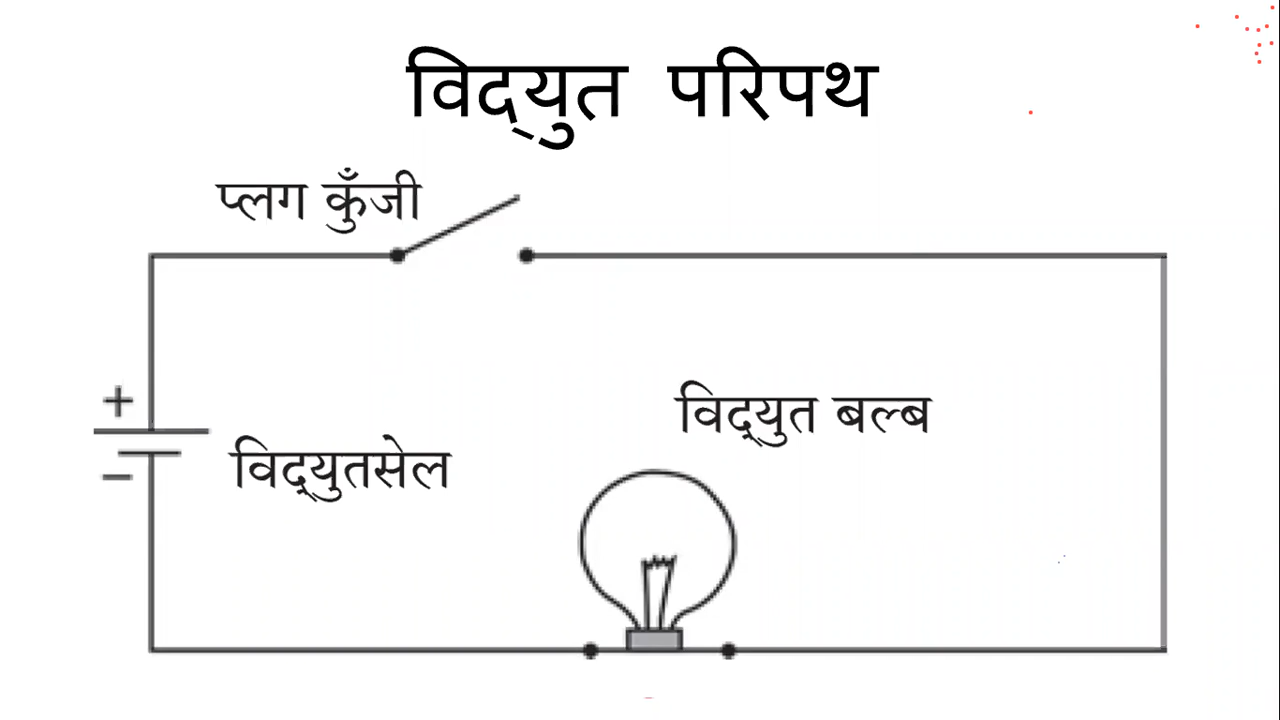 विद्‌युत परिपथ
प्लग कुँजी
+
विद्युत बल्ब
विद्युतसेल
−